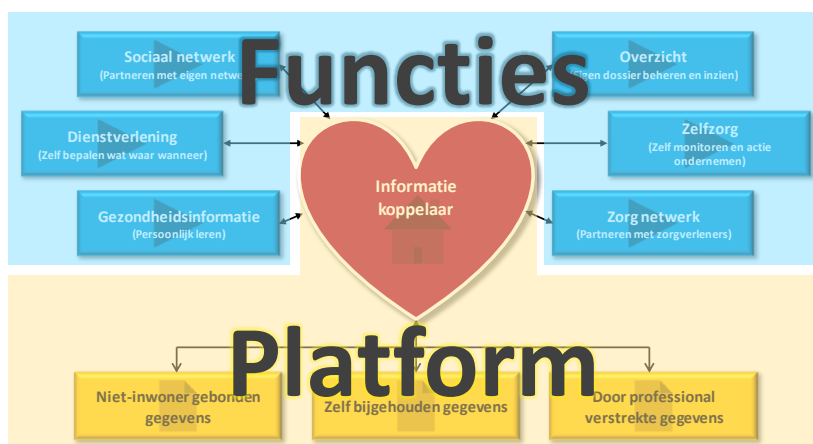 Functies
Sociaal netwerk
(Partneren met eigen netwe
Overzicht
Eigen dossier beheren en inzien)
Dienstverlening
(Zelf bepalen wat waar wanneer)
Zelfzorg
(Zelf monitoren en actie
ondernemen)
Gezondheidsinformatie
(Persoonlijk leren)
Zorg netwerk
(Partneren met zorgverleners)
Informatie
koppelaar
Platform
Niet-inwoner gebonden
gegevens
Zelf bijgehouden gegevens
Door professional
verstrekte gegevens